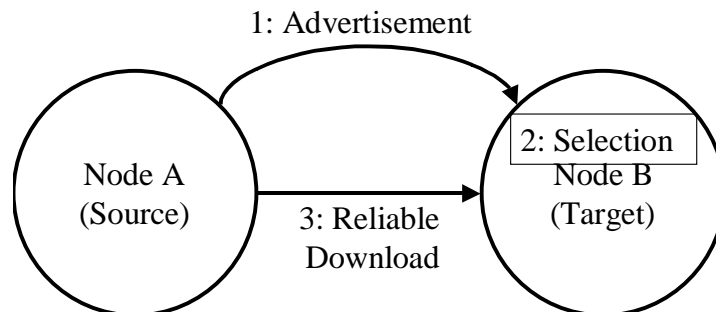 1: Advertisement
2: Selection
Node A
(Source)
Node B
(Target)
3: Reliable
Download